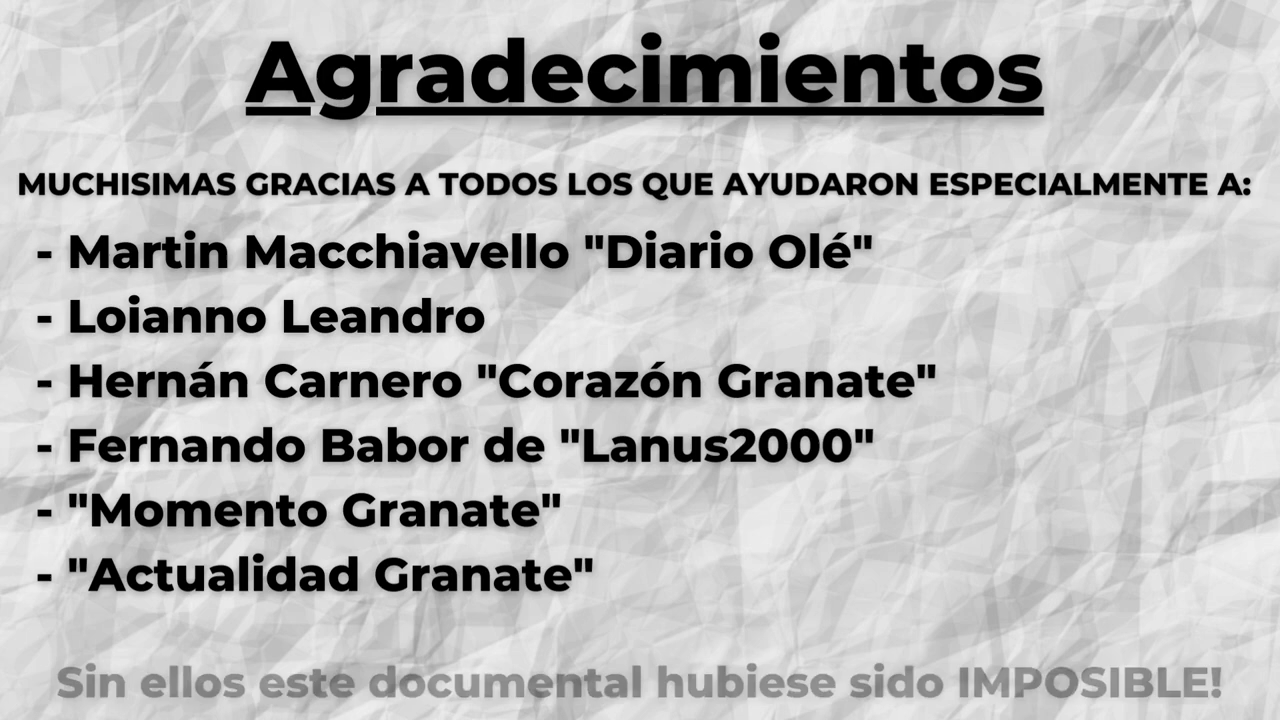 Agradecimientos
MUCHISIMAS GRACIAS A TODOS LOS QUE AYUDARON ESPECIALMENTE A:
- Martin Macchiavello "Diario Olé"
- Loianno Leandro
- Hernán Carnero "Corazón Granate"
- Fernando Babor de "Lanus2000"
- "Momento Granate"
- "Actualidad Granate"
Sin ellos este documental hubiese sido IMPOSIBLE!